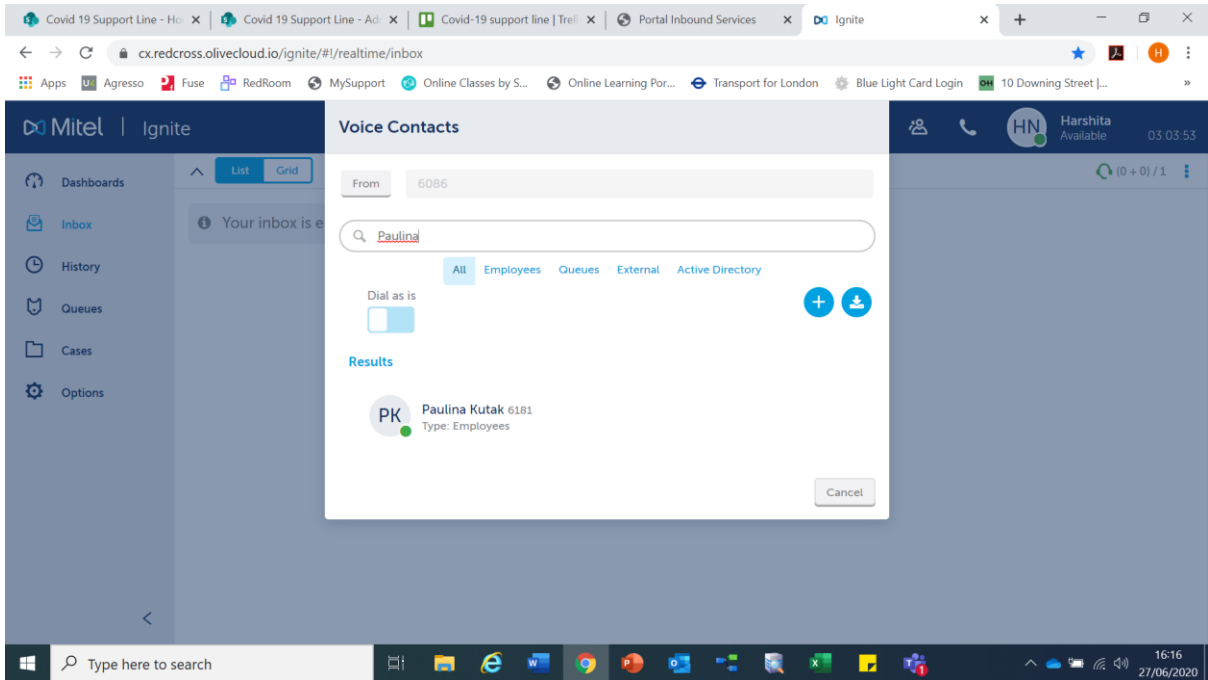 Covid 19 Support Line - Ho
Covid 19 Support Line - Ad
Covid-19 support line | Trell
Portal Inbound Services
Ignite
cx.redcross.olivecloud.io/ignite/#!/realtime/inbox
H
Apps
U4 Agresso
Fuse
RedRoom
MySupport
Online Classes by S...
Online Learning Por...
Transport for London
Blue Light Card Login
OH 10 Downing Street |...
»
Mitel | Ignite
Voice Contacts
HN
Harshita
Available
03:03:53
Dashboards
List
Grid
From
6086
(0 + 0) / 1
Inbox
Your inbox is e
Paulina
History
All
Employees
Queues
External
Active Directory
Queues
Dial as is
Cases
Results
Options
PK
Paulina Kutak 6181
Type: Employees
Cancel
Type here to search
16:16
27/06/2020